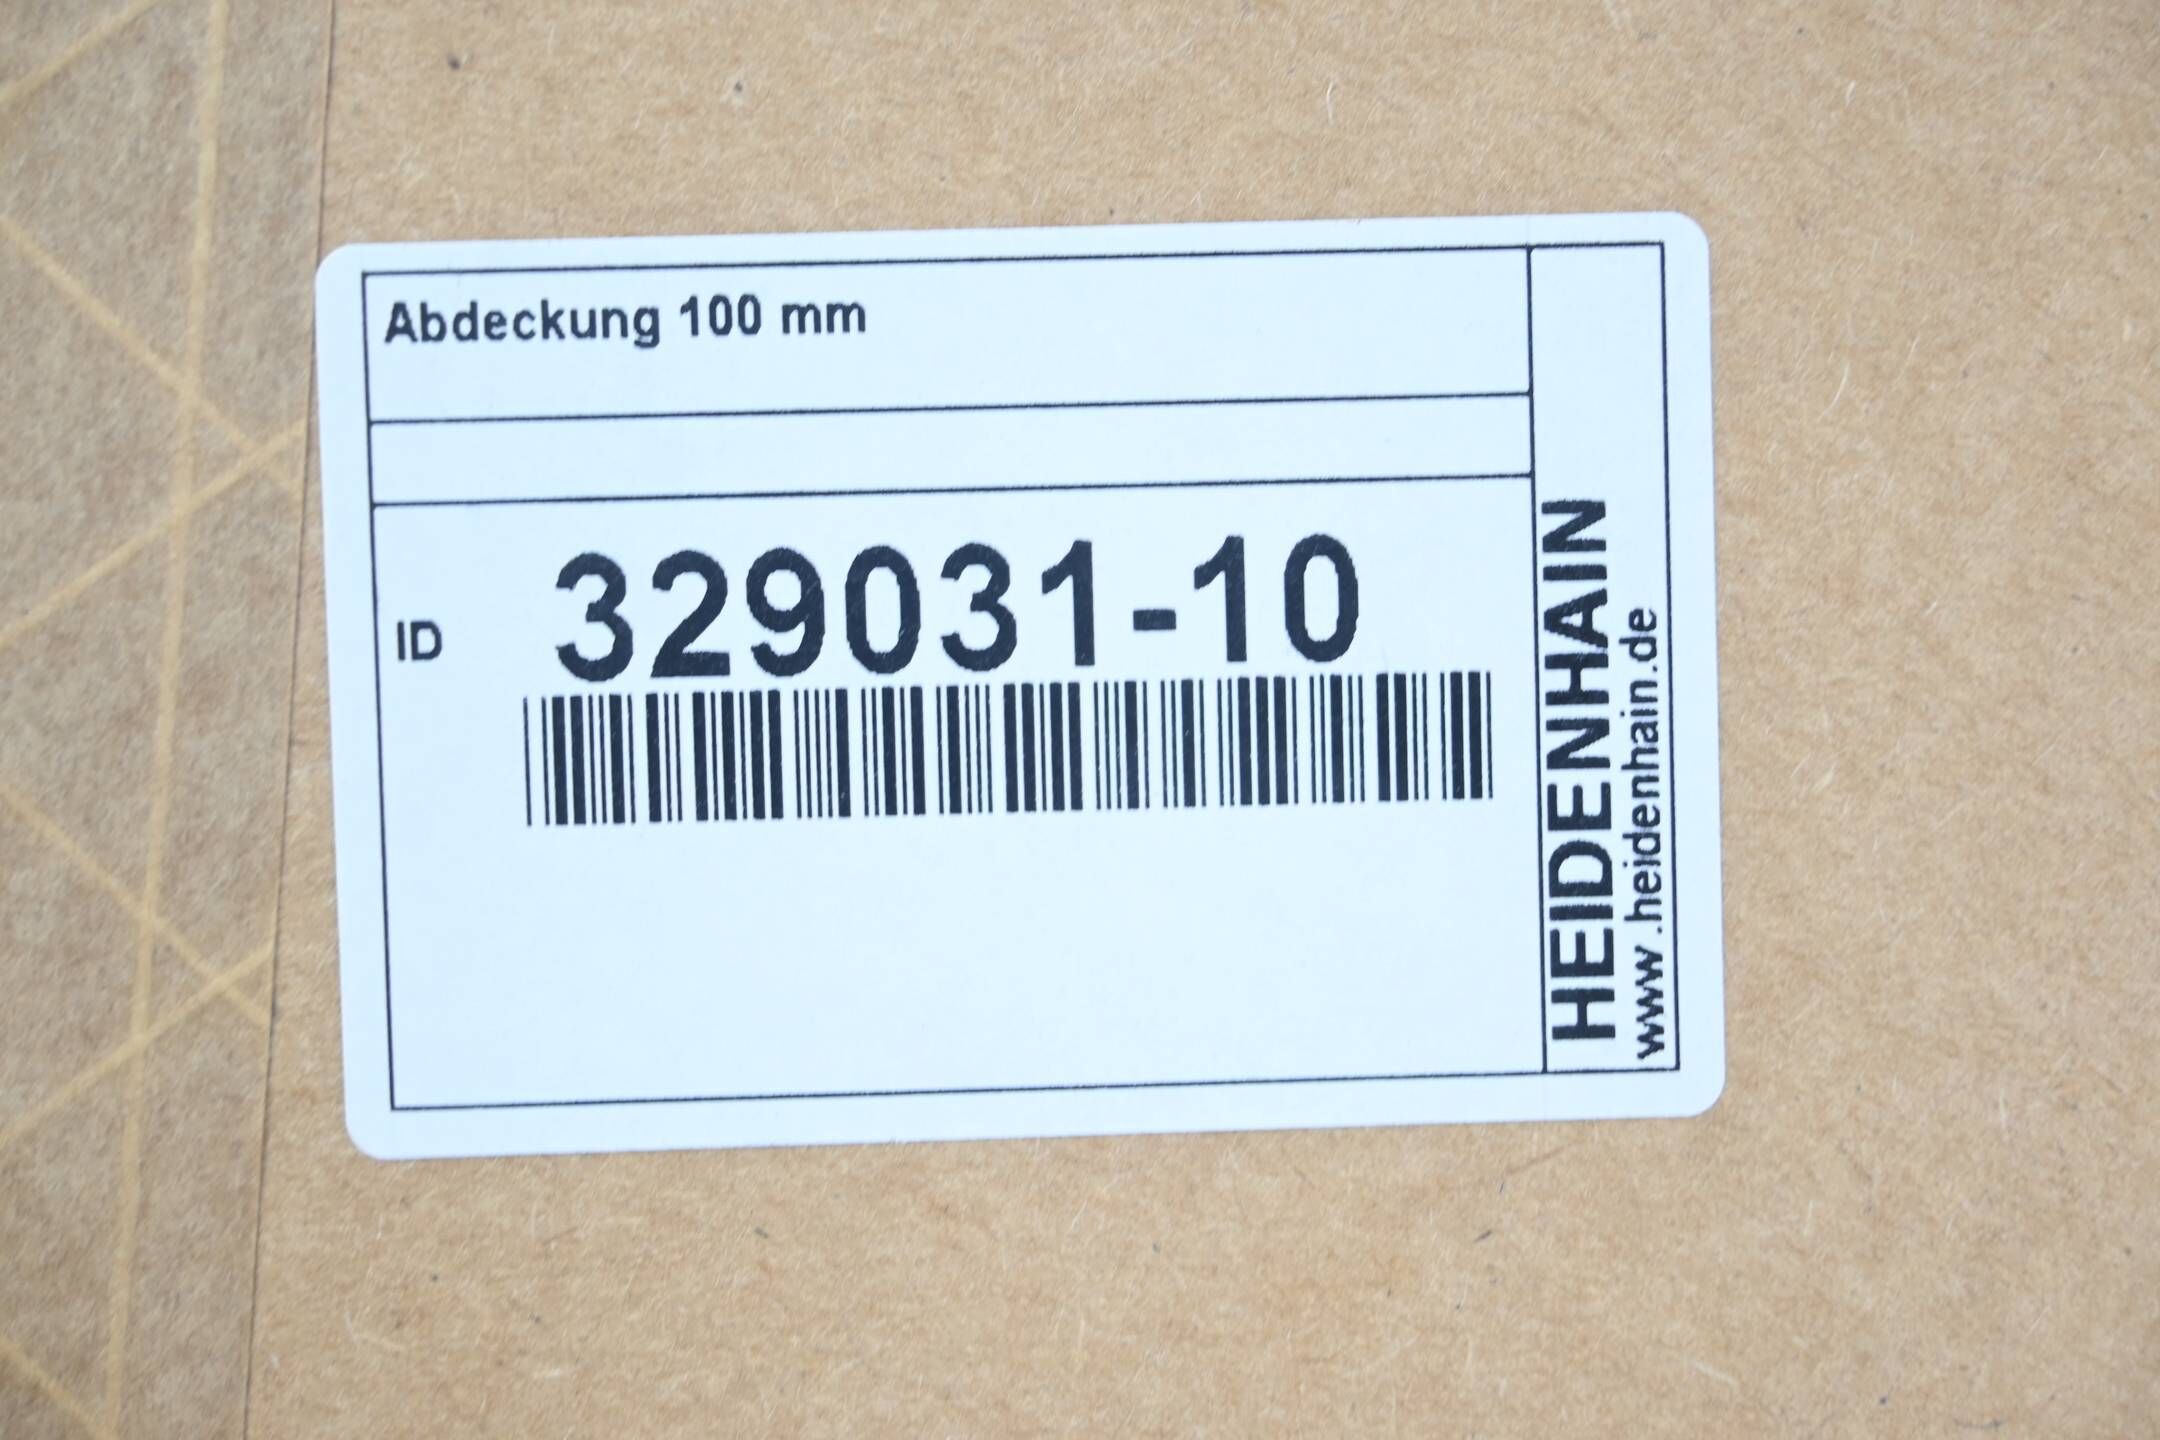 Abdeckung 100 mm
ID 329031-10
HEIDENHAIN
www.heidenhain.de